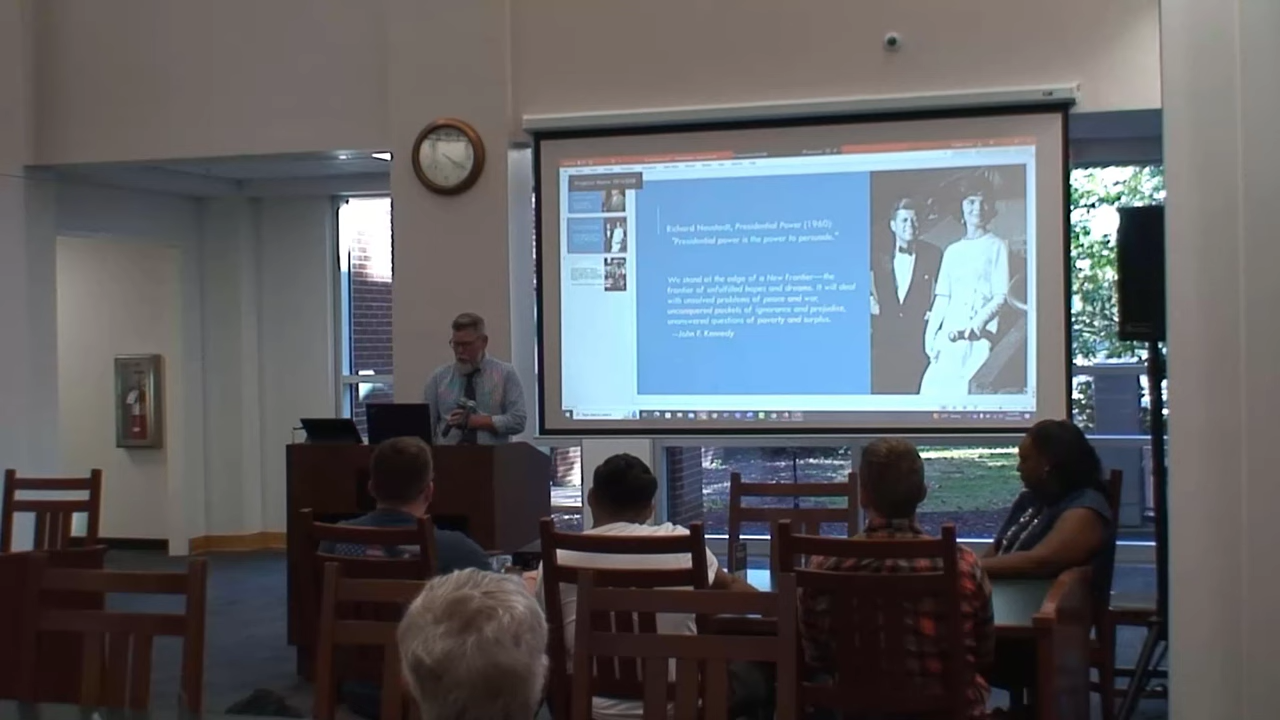 Richard Neustadt, Presidential Power (1960):
"Presidential power is the power to persuade."
We stand at the edge of a New Frontier—the
frontier of unfulfilled hopes and dreams. It will deal
with unsolved problems of peace and war,
unconquered pockets of ignorance and prejudice,
unanswered questions of poverty and surplus.
—John F. Kennedy